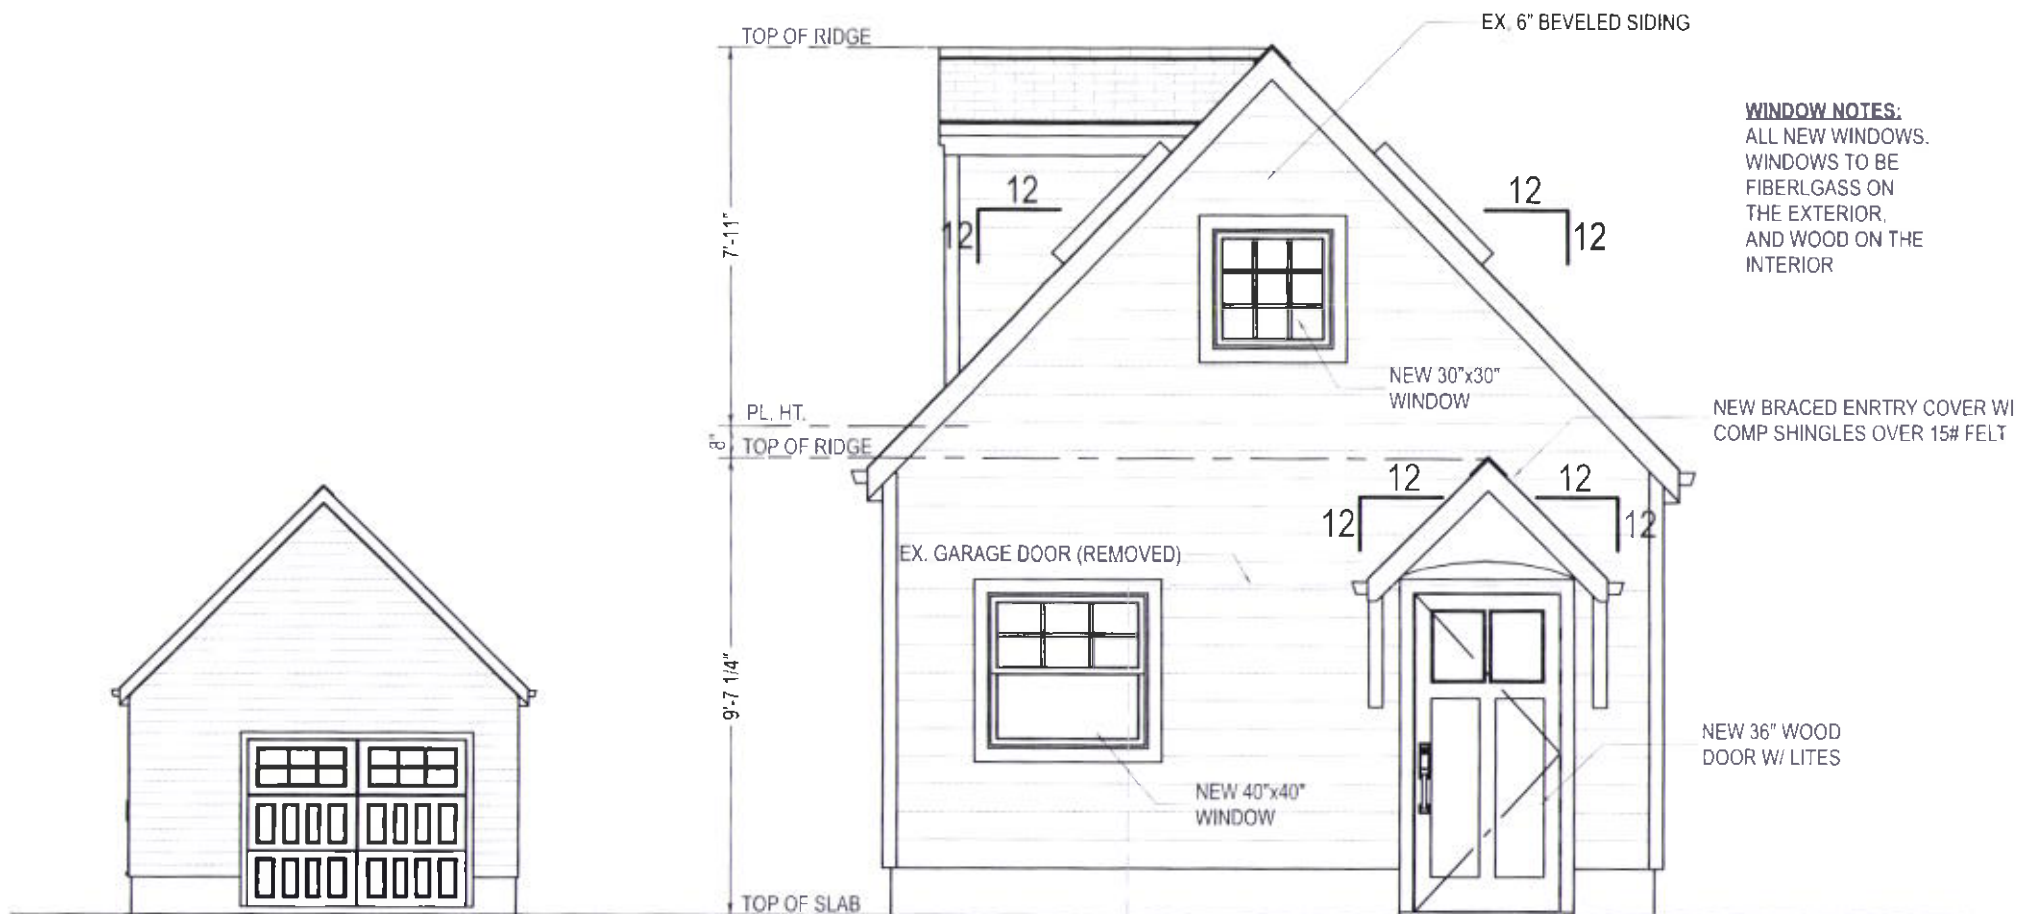 TOP OF RIDGE
EX. 6" BEVELED SIDING
WINDOW NOTES:
ALL NEW WINDOWS.
WINDOWS TO BE
FIBERLGASS ON
THE EXTERIOR,
AND WOOD ON THE
INTERIOR
12
12
12
12
7'-11"
NEW 30"x30"
WINDOW
PL. HT.
8"
TOP OF RIDGE
NEW BRACED ENRTRY COVER WI
COMP SHINGLES OVER 15# FELT
12
12
12
12
EX. GARAGE DOOR (REMOVED)
9'-7 1/4"
NEW 36" WOOD
DOOR W/ LITES
NEW 40"x40"
WINDOW
TOP OF SLAB